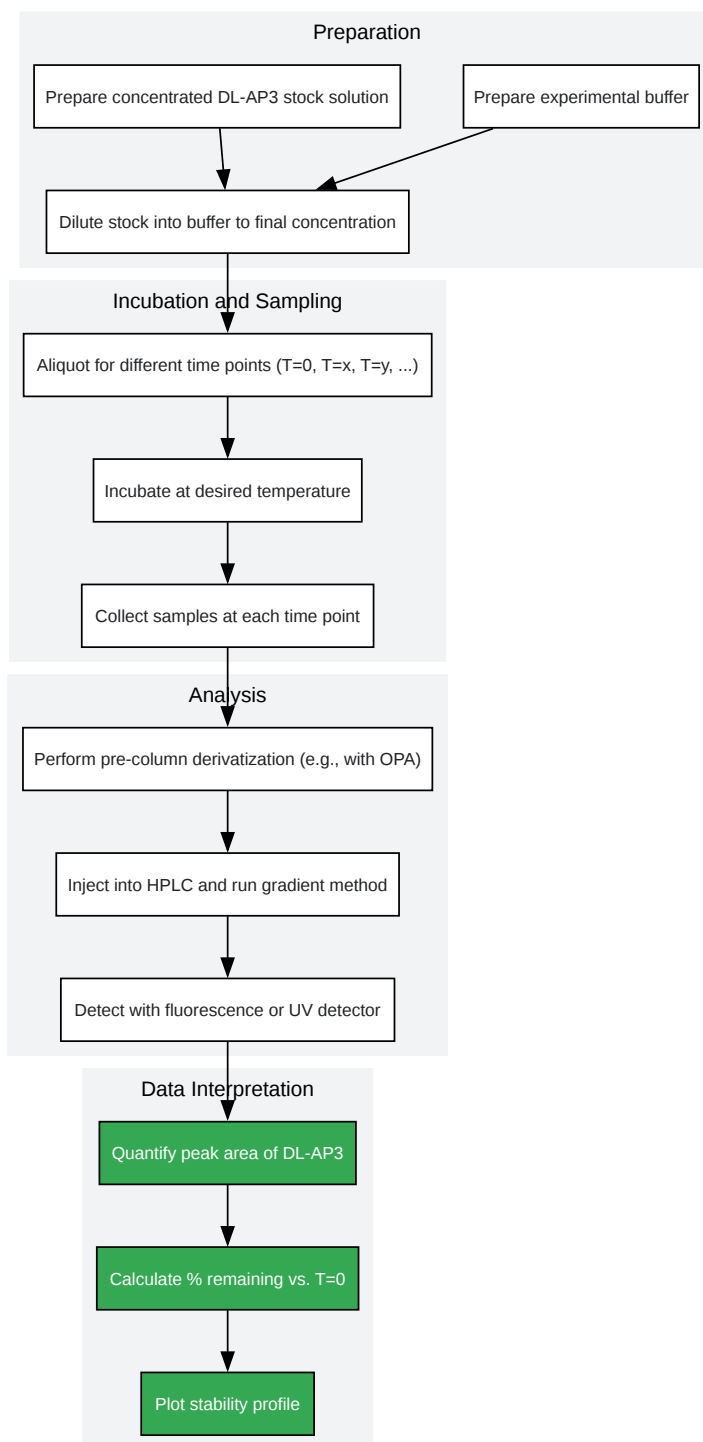 Preparation
Prepare concentrated DL-AP3 stock solution
Prepare experimental buffer
Dilute stock into buffer to final concentration
Incubation and Sampling
Aliquot for different time points (T=0, T=x, T=y, ...)
Incubate at desired temperature
Collect samples at each time point
Analysis
Perform pre-column derivatization (e.g., with OPA)
Inject into HPLC and run gradient method
Detect with fluorescence or UV detector
Data Interpretation
Quantify peak area of DL-AP3
Calculate % remaining vs. T=0
Plot stability profile